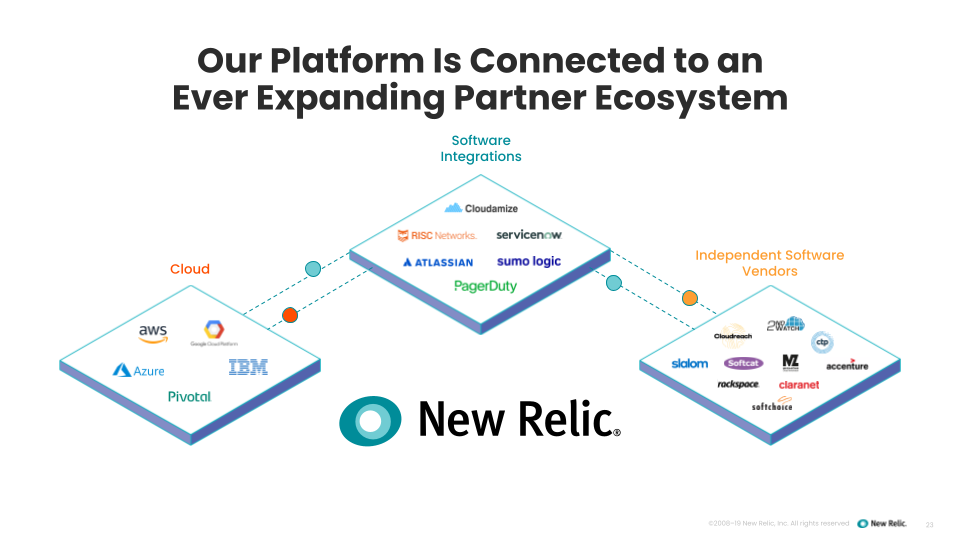 Our Platform Is Connected to an
Ever Expanding Partner Ecosystem
Software
Integrations
Cloudamize
RISC Networks.
servicenow
ATLASSIAN
sumo logic
PagerDuty
Cloud
aws
Google Cloud Platform
Azure
IBM
Pivotal
Independent Software
Vendors
2ND WATCH
Cloudreach
ctp
slalom
Softcat
accenture
rackspace
claranet
softchoice
New Relic®
©2008–19 New Relic, Inc. All rights reserved
New Relic.
23